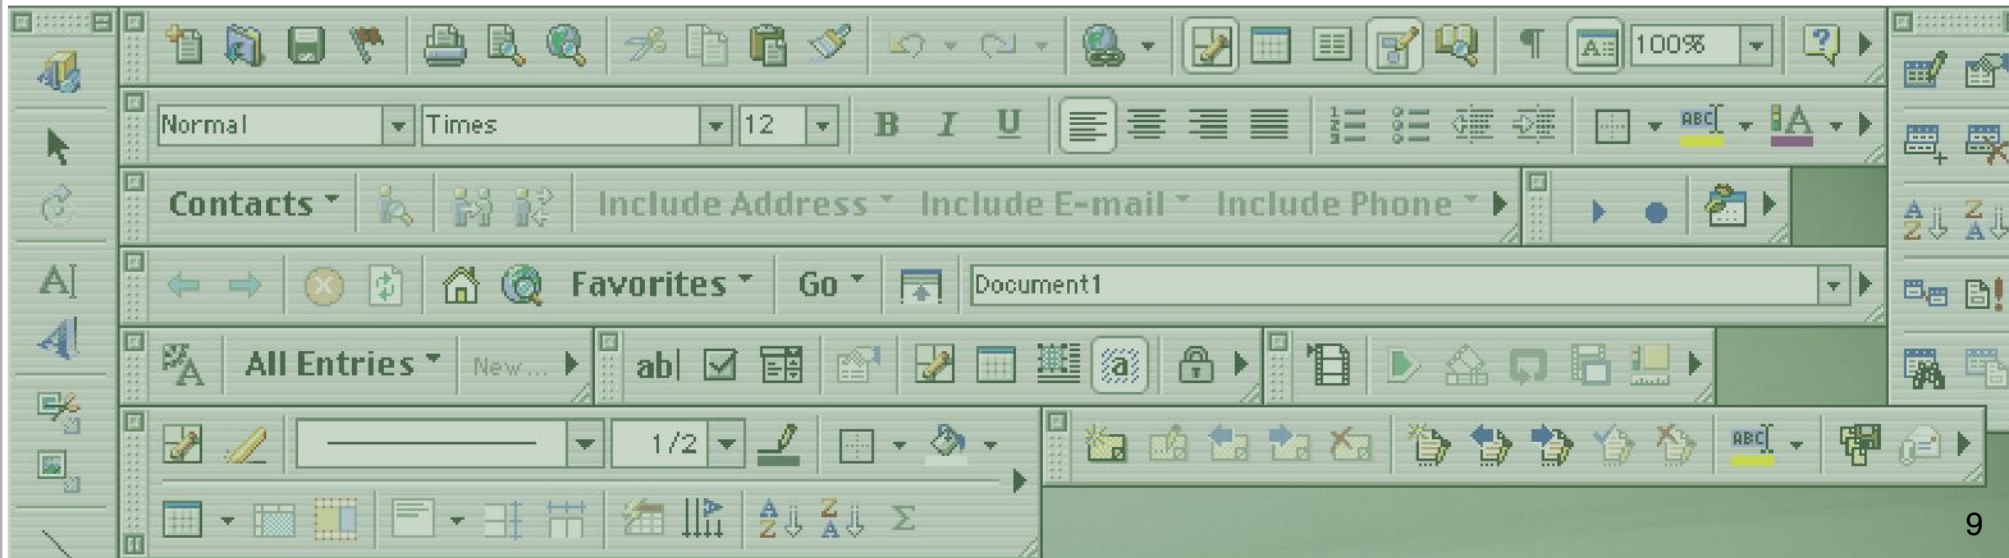 100%
Normal Times 12 B I U ABC A
Contacts Include Address Include E-mail Include Phone
A Z Z A
AI Favorites Go Document1
A All Entries New... ab| a
1/2 ABC
A Z Z A Σ
9